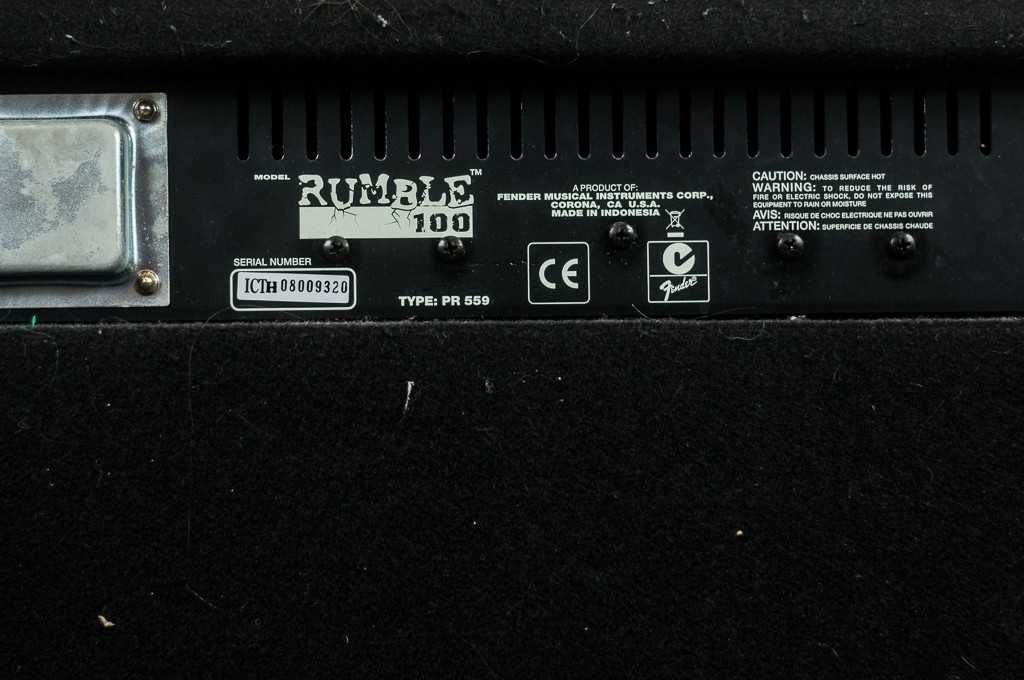 MODEL RUMBLE™
100
SERIAL NUMBER
ICTH08009320
TYPE: PR 559
A PRODUCT OF:
FENDER MUSICAL INSTRUMENTS CORP.,
CORONA, CA U.S.A.
MADE IN INDONESIA
CE
Fender
CAUTION: CHASSIS SURFACE HOT
WARNING: TO REDUCE THE RISK OF
FIRE OR ELECTRIC SHOCK, DO NOT EXPOSE THIS
EQUIPMENT TO RAIN OR MOISTURE
AVIS: RISQUE DE CHOC ELECTRIQUE NE PAS OUVRIR
ATTENTION: SUPERFICIE DE CHASSIS CHAUDE